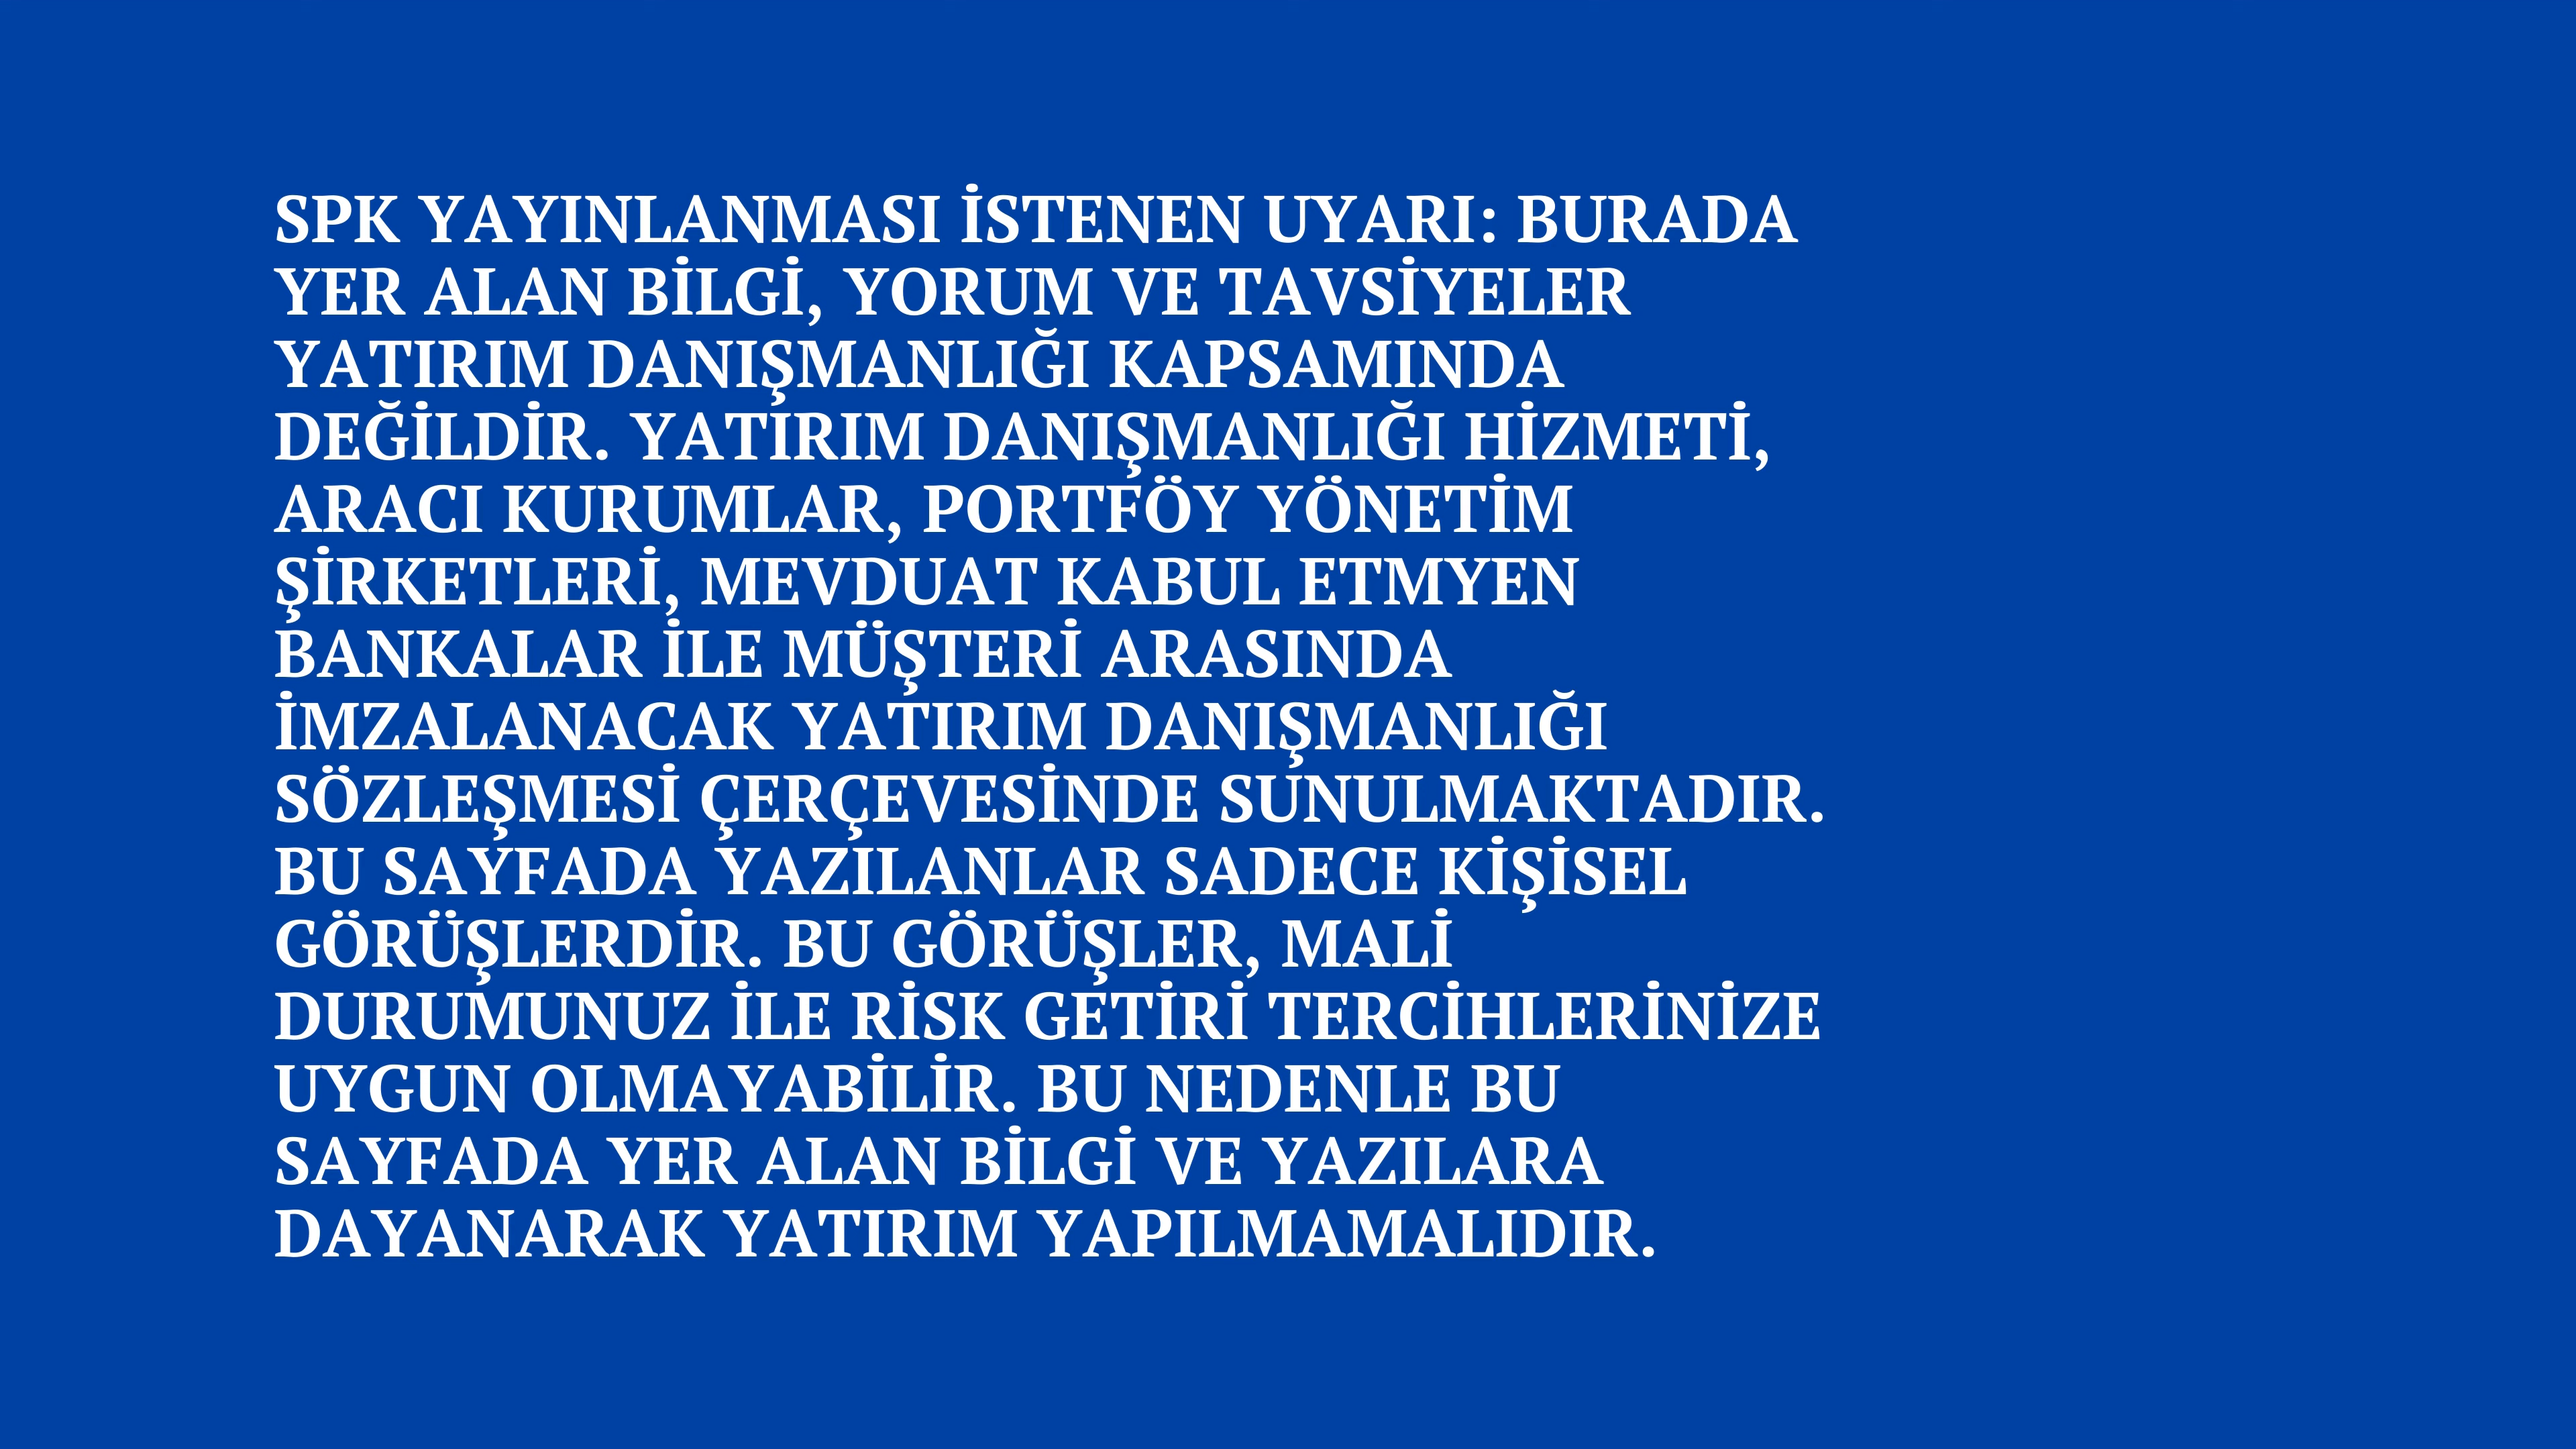 SPK YAYINLANMASI İSTENEN UYARI: BURADA
YER ALAN BİLGİ, YORUM VE TAVSİYELER
YATIRIM DANIŞMANLIĞI KAPSAMINDA
DEĞİLDİR. YATIRIM DANIŞMANLIĞI HİZMETİ,
ARACI KURUMLAR, PORTFÖY YÖNETİM
ŞİRKETLERİ, MEVDUAT KABUL ETMYEN
BANKALAR İLE MÜŞTERİ ARASINDA
İMZALANACAK YATIRIM DANIŞMANLIĞI
SÖZLEŞMESİ ÇERÇEVESİNDE SUNULMAKTADIR.
BU SAYFADA YAZILANLAR SADECE KİŞİSEL
GÖRÜŞLERDİR. BU GÖRÜŞLER, MALİ
DURUMUNUZ İLE RİSK GETİRİ TERCİHLERİNİZE
UYGUN OLMAYABİLİR. BU NEDENLE BU
SAYFADA YER ALAN BİLGİ VE YAZILARA
DAYANARAK YATIRIM YAPILMAMALIDIR.